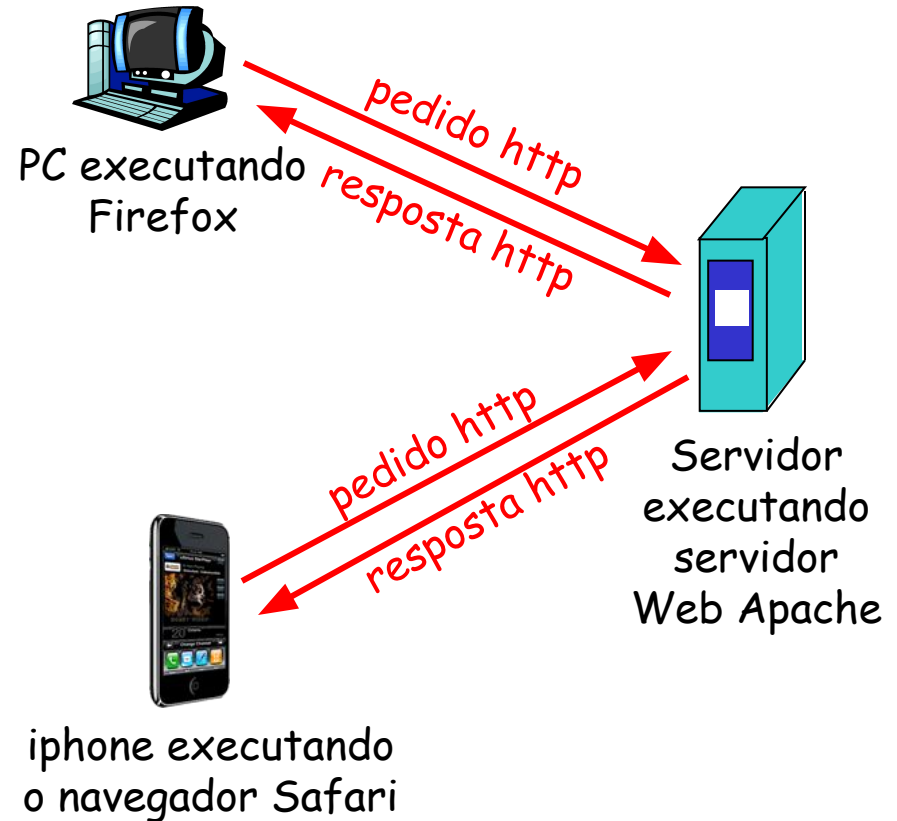 pedido http
PC executando
Firefox
resposta http
pedido http
resposta http
Servidor
executando
servidor
Web Apache
iphone executando
o navegador Safari